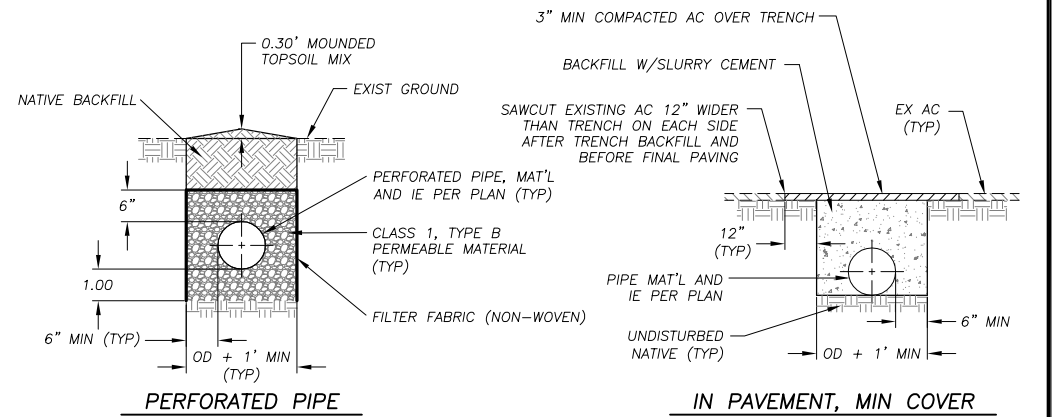 0.30' MOUNDED
TOPSOIL MIX
NATIVE BACKFILL
EXIST GROUND
PERFORATED PIPE, MAT'L
AND IE PER PLAN (TYP)
6"
CLASS 1, TYPE B
PERMEABLE MATERIAL
(TYP)
1.00
FILTER FABRIC (NON-WOVEN)
6" MIN (TYP)
OD + 1' MIN
(TYP)
PERFORATED PIPE
3" MIN COMPACTED AC OVER TRENCH
BACKFILL W/SLURRY CEMENT
SAWCUT EXISTING AC 12" WIDER
THAN TRENCH ON EACH SIDE
AFTER TRENCH BACKFILL AND
BEFORE FINAL PAVING
EX AC
(TYP)
12"
(TYP)
PIPE MAT'L AND
IE PER PLAN
6" MIN
UNDISTURBED
NATIVE (TYP)
OD + 1' MIN
IN PAVEMENT, MIN COVER